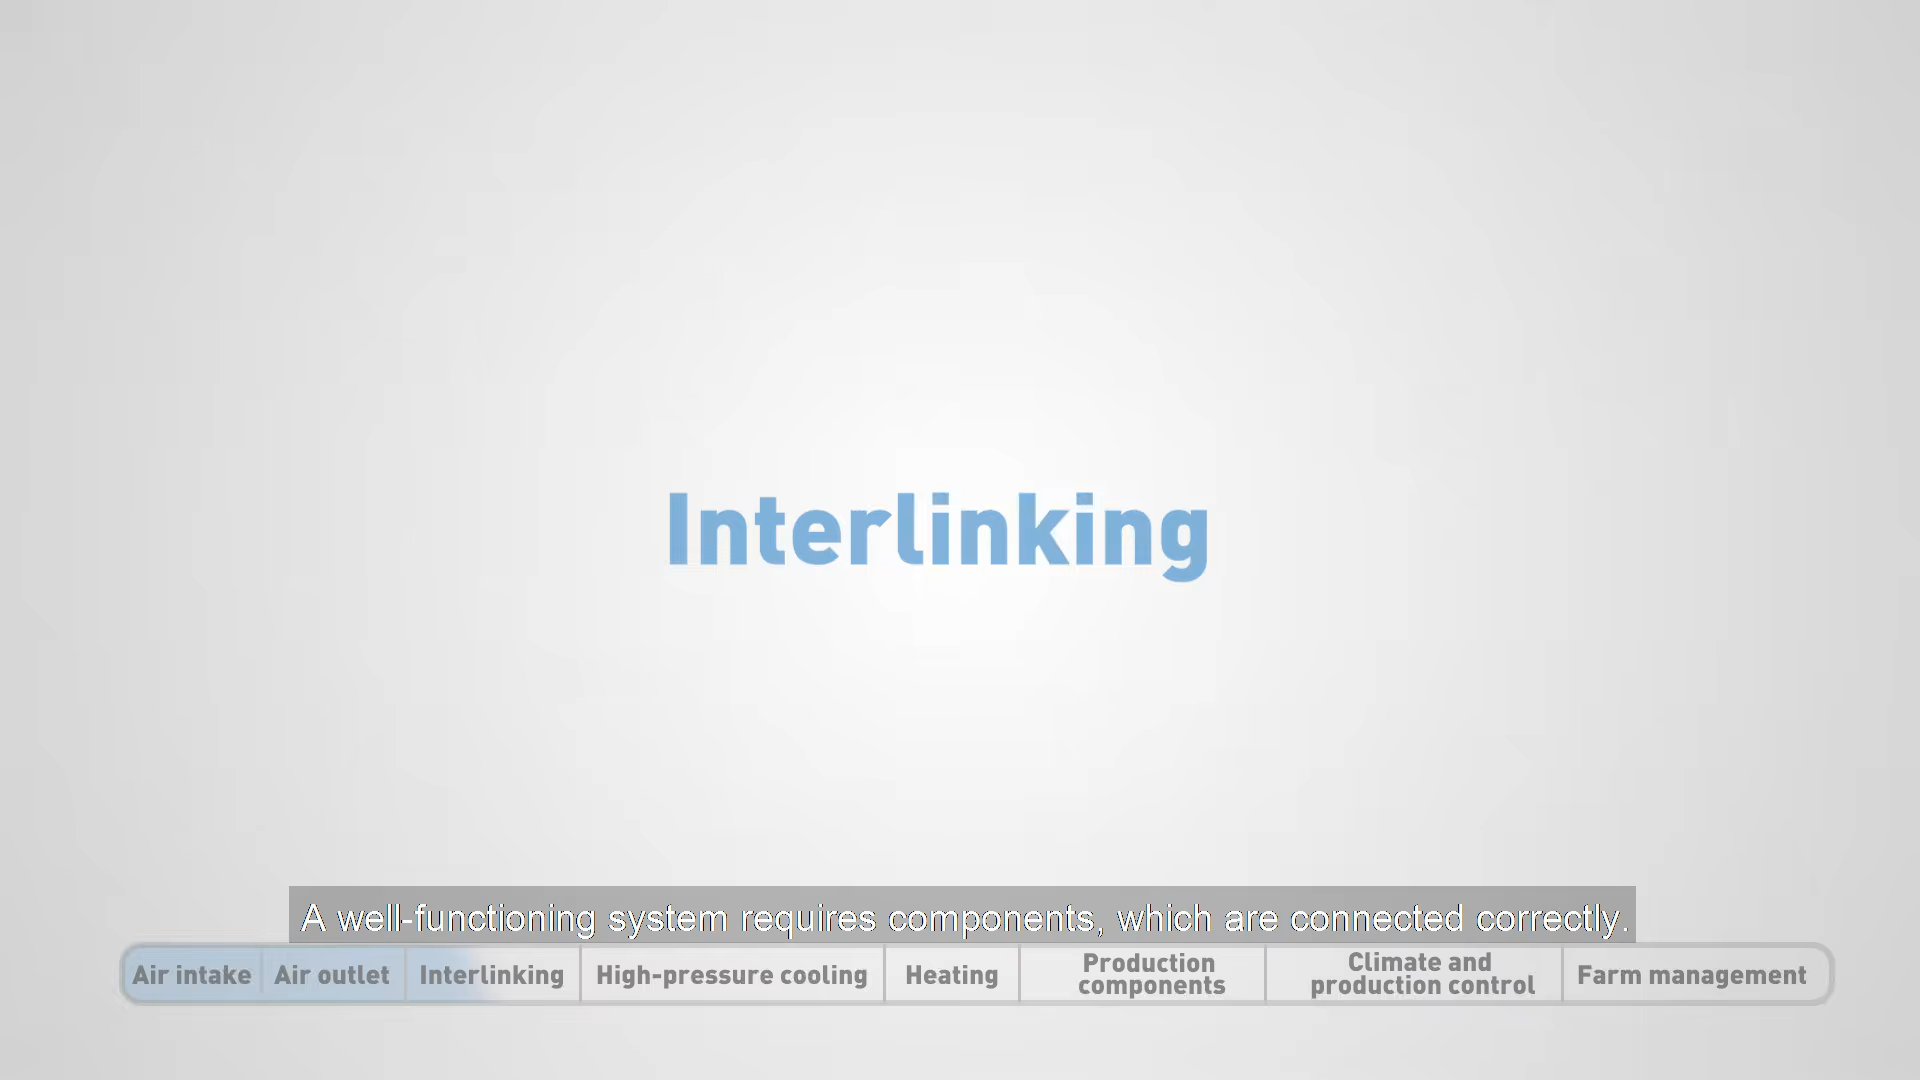 Interlinking
A well-functioning system requires components, which are connected correctly.
Air intake
Air outlet
Interlinking
High-pressure cooling
Heating
Production
components
Climate and
production control
Farm management